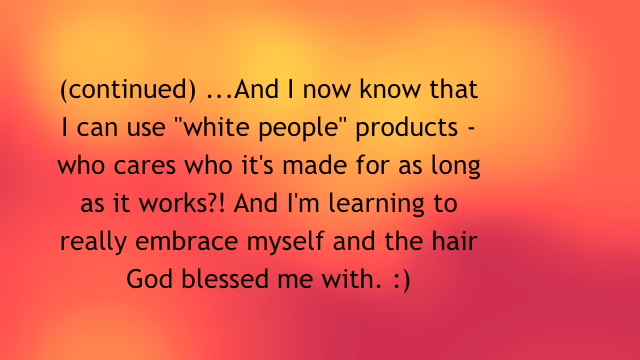 (continued) ...And I now know that
I can use "white people" products -
who cares who it's made for as long
as it works?! And I'm learning to
really embrace myself and the hair
God blessed me with. :)